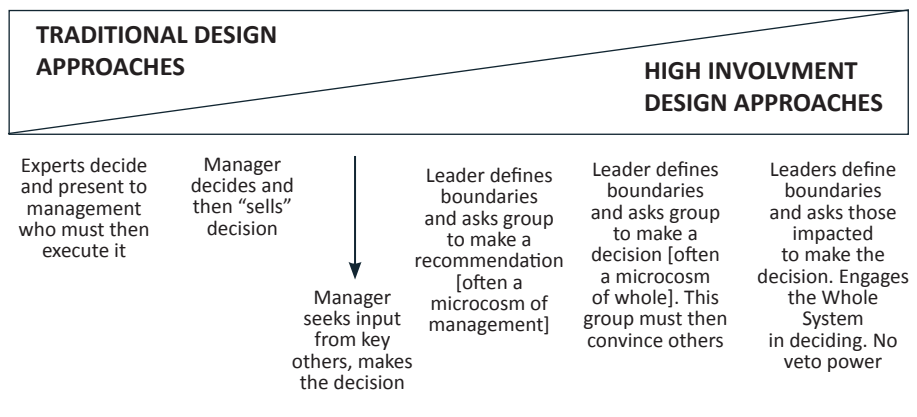 TRADITIONAL DESIGN
APPROACHES
HIGH INVOLVMENT
DESIGN APPROACHES
Experts decide
and present to
management
who must then
execute it
Manager
decides and
then “sells”
decision
Manager
seeks input
from key
others, makes
the decision
Leader defines
boundaries
and asks group
to make a
recommendation
[often a
microcosm of
management]
Leader defines
boundaries
and asks group
to make a
decision [often
a microcosm
of whole]. This
group must then
convince others
Leaders define
boundaries
and asks those
impacted
to make the
decision. Engages
the Whole
System
in deciding. No
veto power